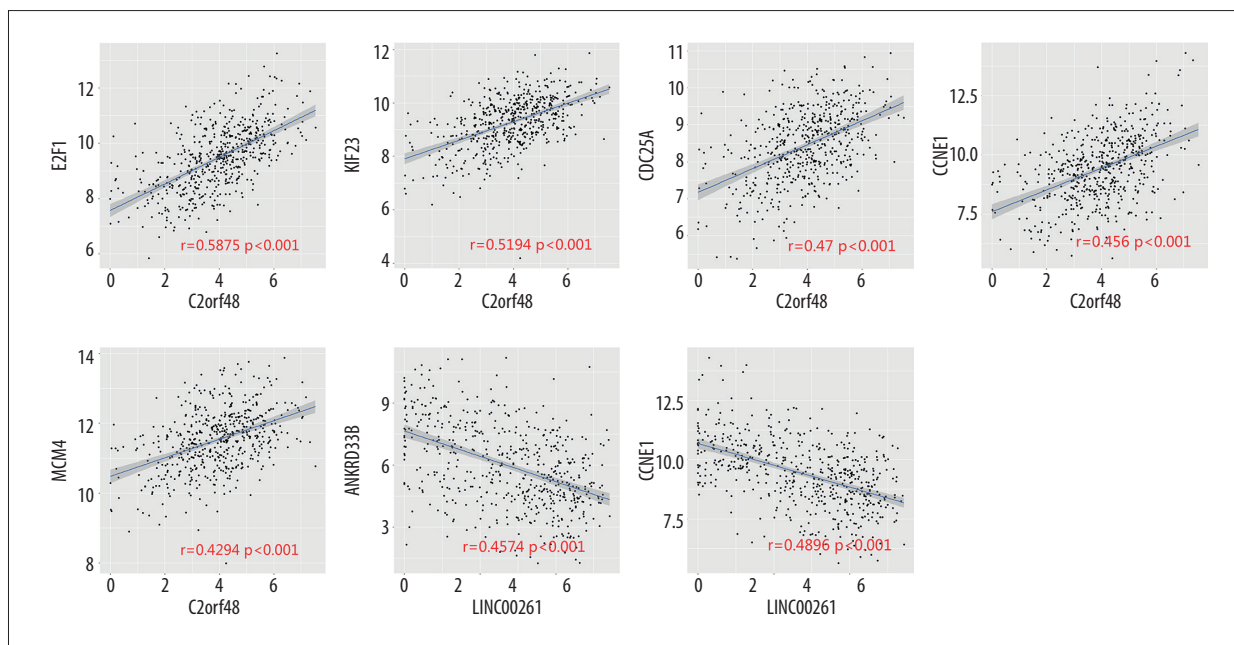 E2F1
12
10
8
6
r=0.5875 p<0.001
0 2 4 6
C2orf48
KIF23
12
10
8
6
4
r=0.5194 p<0.001
0 2 4 6
C2orf48
CDC25A
11
10
9
8
7
6
r=0.47 p<0.001
0 2 4 6
C2orf48
CCNE1
12.5
10.0
7.5
r=0.456 p<0.001
0 2 4 6
C2orf48
MCM4
14
12
10
8
r=0.4294 p<0.001
0 2 4 6
C2orf48
ANKRD33B
9
6
3
r=0.4574 p<0.001
0 2 4 6
LINC00261
CCNE1
12.5
10.0
7.5
r=0.4896 p<0.001
0 2 4 6
LINC00261